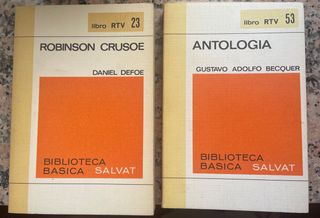 libro RTV 23
ROBINSON CRUSOE
DANIEL DEFOE
BIBLIOTECA
BASICA SALVAT
libro RTV 53
ANTOLOGIA
GUSTAVO ADOLFO BECQUER
BIBLIOTECA
BASICA SALVAT